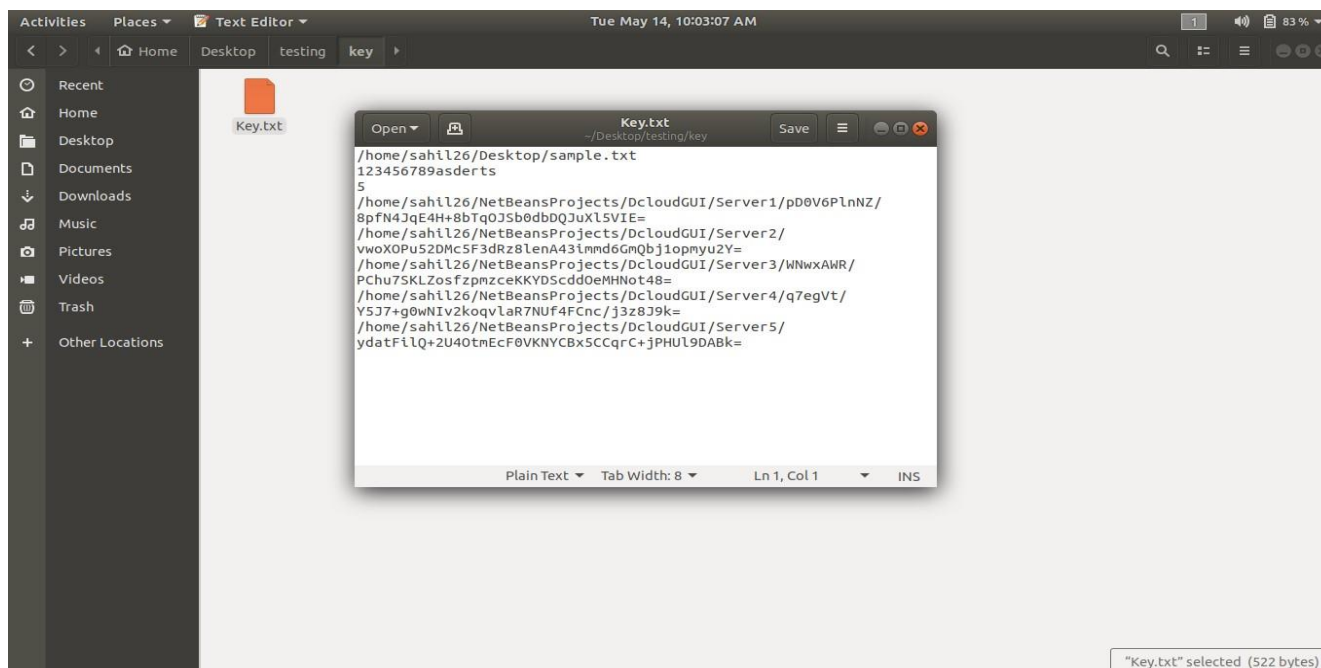 Activities Places Text Editor Tue May 14, 10:03:07 AM 1 83 %
Home Desktop testing key
Recent
Home
Desktop
Documents
Downloads
Music
Pictures
Videos
Trash
+ Other Locations
Key.txt
Open Key.txt Save
~/Desktop/testing/key
/home/sahil26/Desktop/sample.txt
123456789asderts
5
/home/sahil26/NetBeansProjects/DcloudGUI/Server1/pD0V6PlnNZ/
8pfN4JqE4H+8bTqOJSb0dbDQJuXl5VIE=
/home/sahil26/NetBeansProjects/DcloudGUI/Server2/
vwoXOPu52DMc5F3dRz8lenA43immd6GmQbj1opmyu2Y=
/home/sahil26/NetBeansProjects/DcloudGUI/Server3/WNwxAWR/
PChu7SKLZosfzpmzceKKYDScddOeMHNot48=
/home/sahil26/NetBeansProjects/DcloudGUI/Server4/q7egVt/
Y5J7+g0wNIv2koqvlaR7NUf4FCnc/j3z8J9k=
/home/sahil26/NetBeansProjects/DcloudGUI/Server5/
ydatFilQ+2U4OtmEcF0VKNYCBx5CCqrC+jPHUl9DABk=
Plain Text Tab Width: 8 Ln 1, Col 1 INS
"Key.txt" selected (522 bytes)